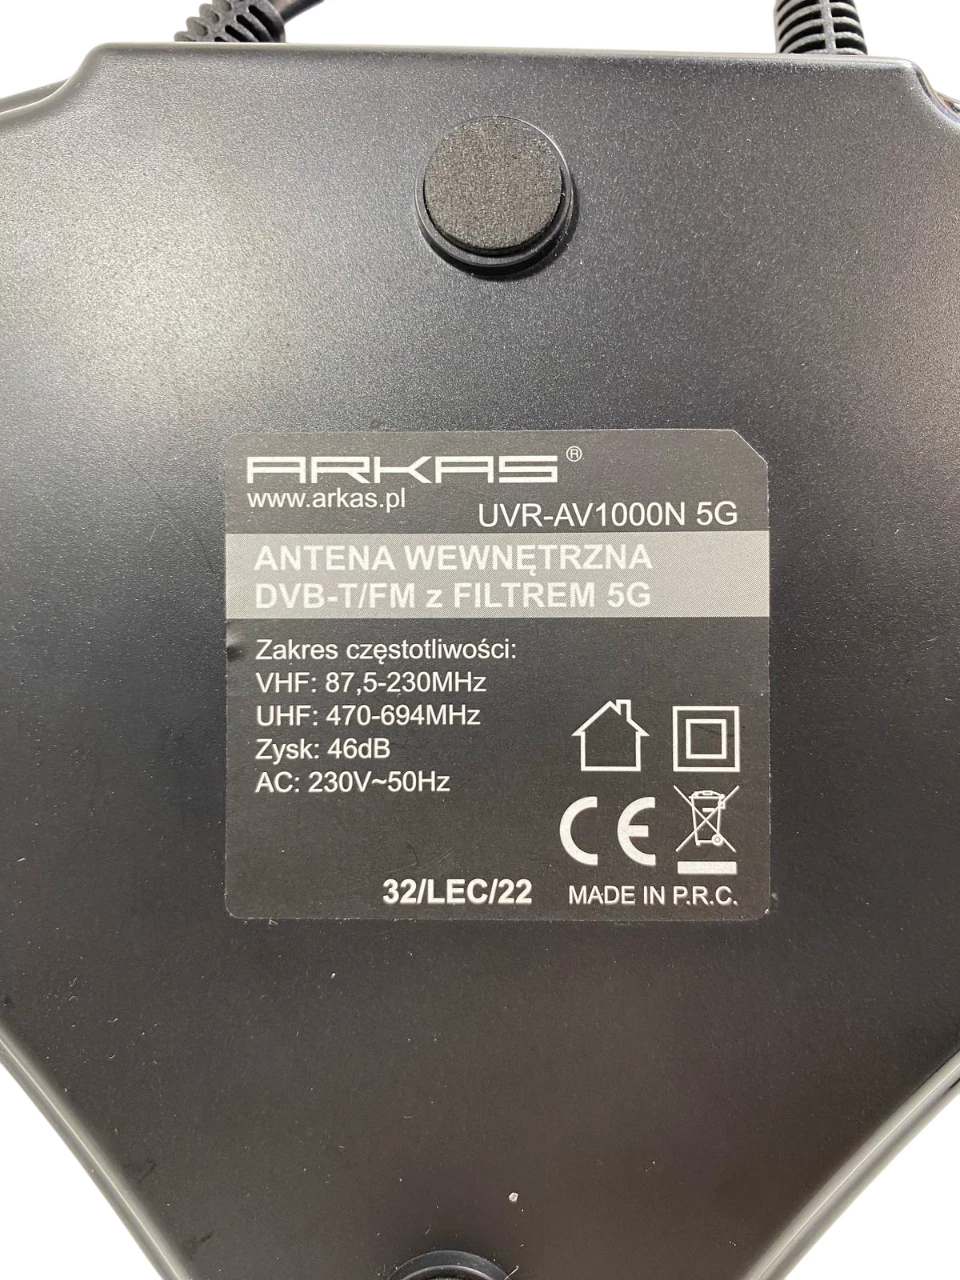 ARKAS®
www.arkas.pl
UVR-AV1000N 5G
ANTENA WEWNĘTRZNA
DVB-T/FM z FILTREM 5G
Zakres częstotliwości:
VHF: 87,5-230MHz
UHF: 470-694MHz
Zysk: 46dB
AC: 230V~50Hz
CE
32/LEC/22
MADE IN P.R.C.